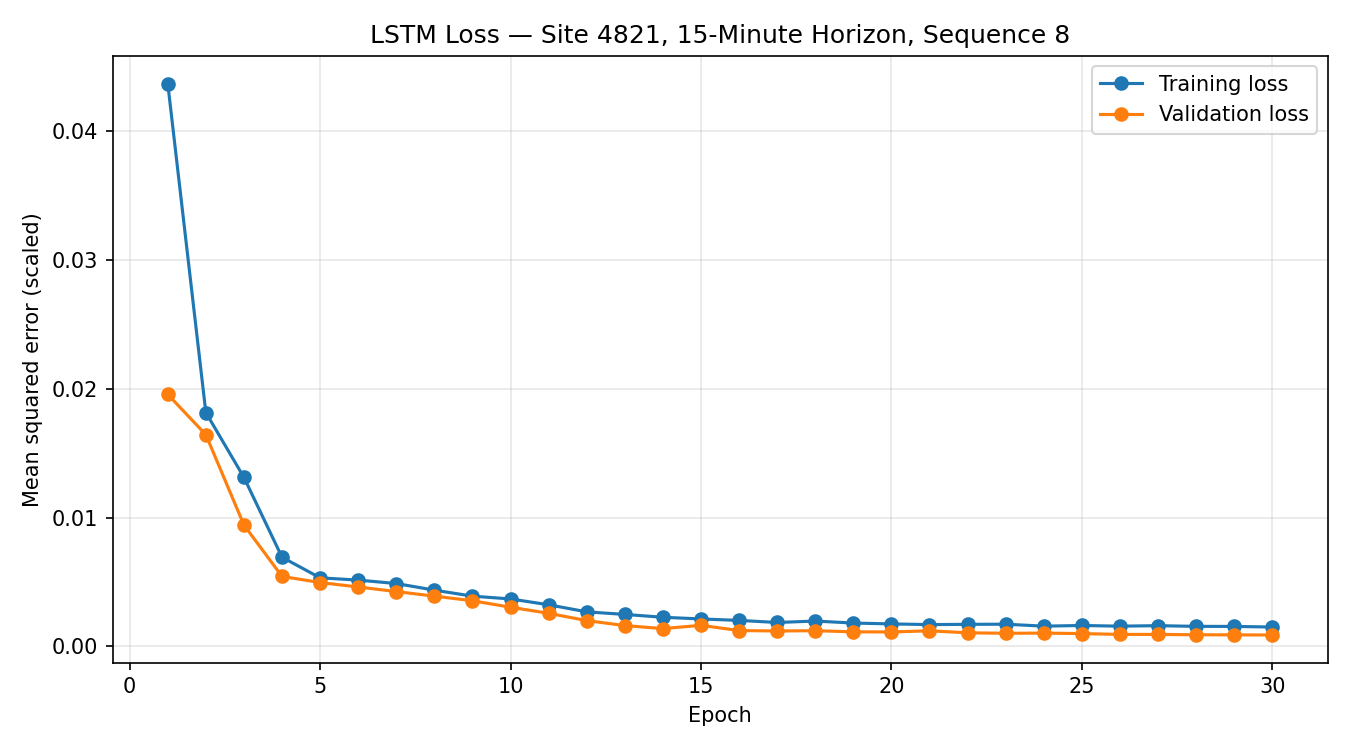 LSTM Loss — Site 4821, 15-Minute Horizon, Sequence 8
Training loss
Validation loss
Mean squared error (scaled)
0.04
0.03
0.02
0.01
0.00
0 5 10 15 20 25 30
Epoch